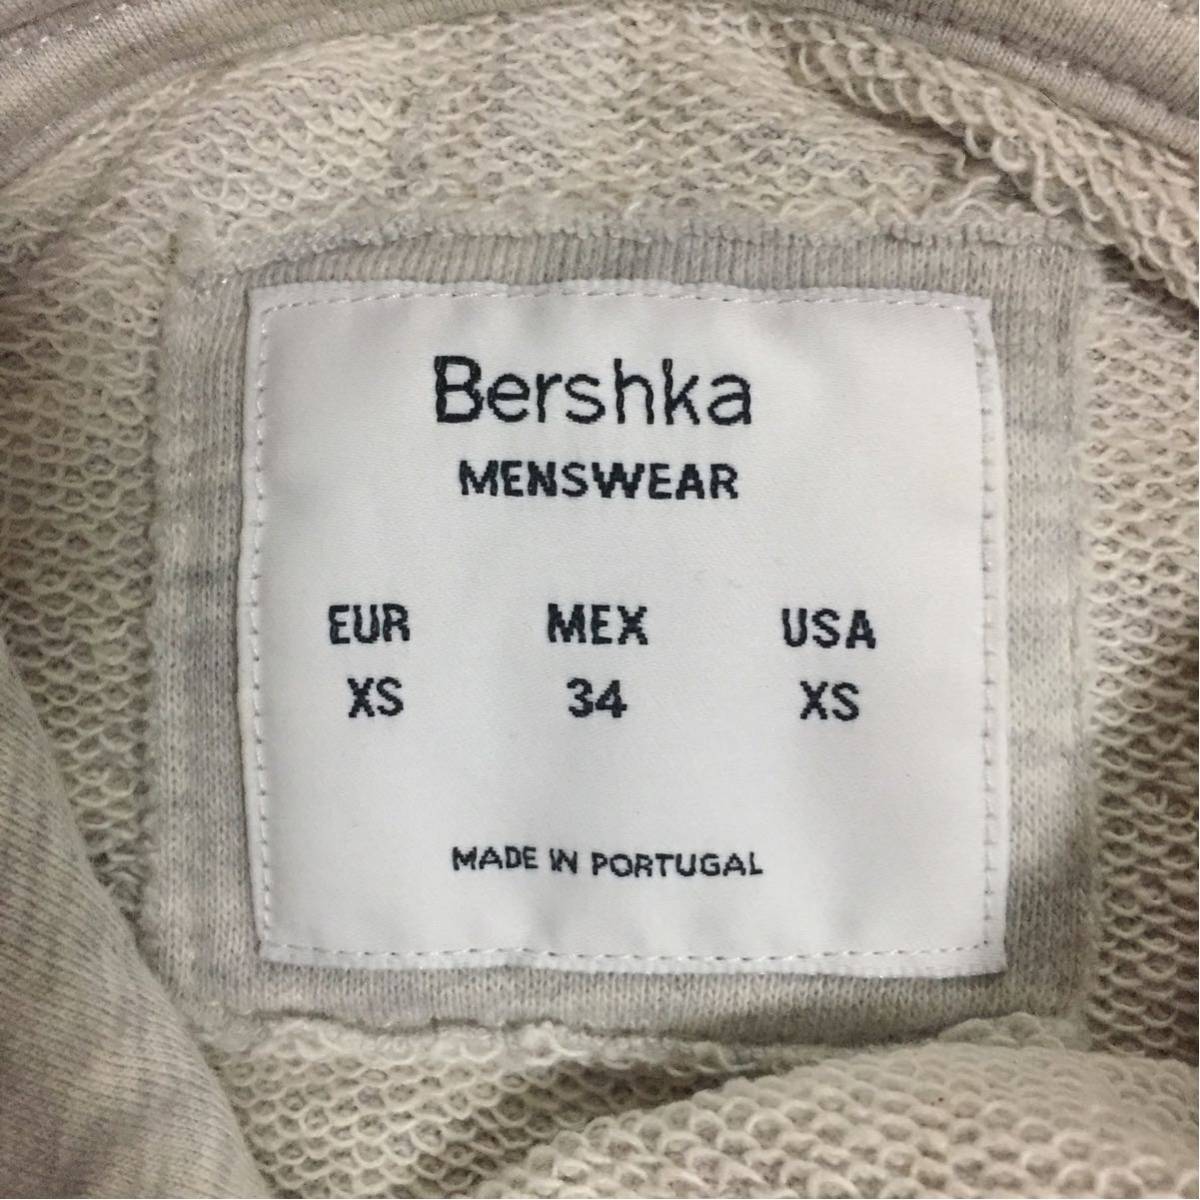 Bershka
MENSWEAR
EUR MEX USA
XS 34 XS
MADE IN PORTUGAL